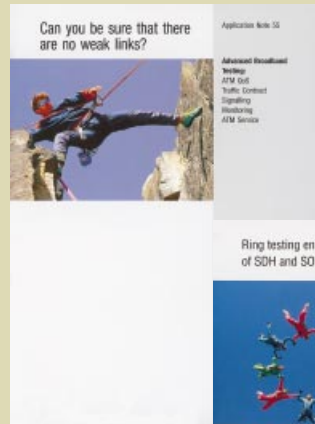 Can you be sure that there
are no weak links?
Application Note 55
Advanced Broadband
Testing:
ATM QoS
Traffic Contract
Signalling
Monitoring
ATM Service
Ring testing en
of SDH and SO